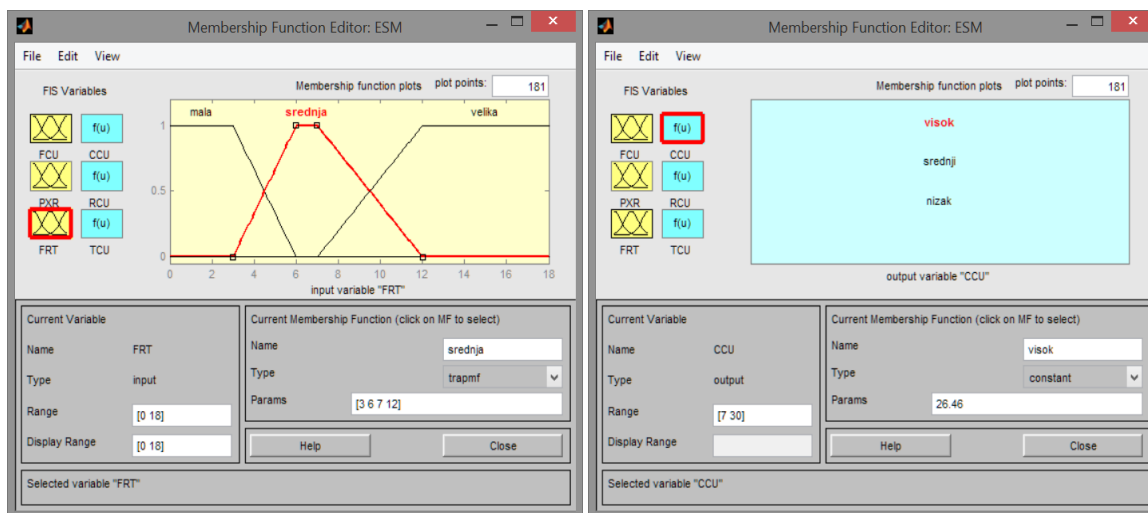 Membership Function Editor: ESM
File Edit View
FIS Variables
Membership function plots plot points: 181
FCU CCU
PXR RCU
FRT TCU
f(u)
f(u)
f(u)
mala srednja velika
1
0.5
0
0 2 4 6 8 10 12 14 16 18
input variable "FRT"
Current Variable
Name FRT
Type input
Range [0 18]
Display Range [0 18]
Current Membership Function (click on MF to select)
Name srednja
Type trapmf
Params [3 6 7 12]
Help Close
Selected variable "FRT"
Membership Function Editor: ESM
File Edit View
FIS Variables
Membership function plots plot points: 181
f(u)
FCU CCU
f(u)
PXR RCU
f(u)
FRT TCU
visok
srednji
nizak
output variable "CCU"
Current Variable
Name CCU
Type output
Range [7 30]
Display Range
Current Membership Function (click on MF to select)
Name visok
Type constant
Params 26.46
Help Close
Selected variable "CCU"